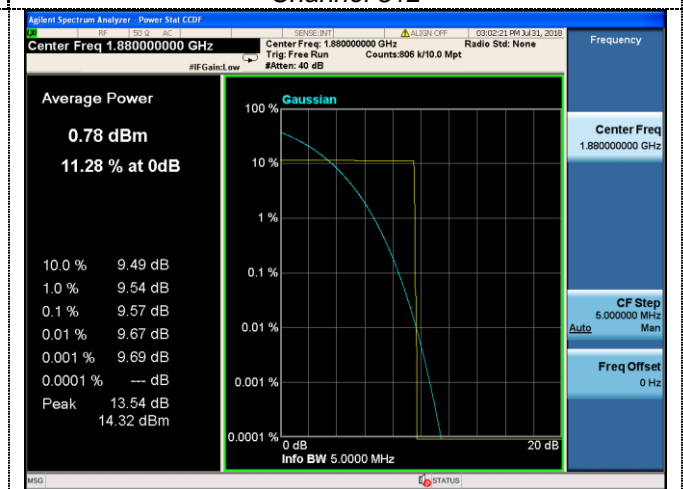 Agilent Spectrum Analyzer - Power Stat CCDF
RF 50 Ω AC SENSE:INT ALIGN OFF 03:02:21 PM Jul 31, 2018
Center Freq 1.880000000 GHz
Center Freq: 1.880000000 GHz Radio Std: None
Trig: Free Run Counts:806 k/10.0 Mpt
#IFGain:Low #Atten: 40 dB
Frequency
Average Power
0.78 dBm
11.28 % at 0dB
10.0 % 9.49 dB
1.0 % 9.54 dB
0.1 % 9.57 dB
0.01 % 9.67 dB
0.001 % 9.69 dB
0.0001 % --- dB
Peak 13.54 dB
14.32 dBm
Gaussian
100 %
10 %
1 %
0.1 %
0.01 %
0.001 %
0.0001 %
0 dB 20 dB
Info BW 5.0000 MHz
Center Freq
1.880000000 GHz
CF Step
5.000000 MHz
Auto Man
Freq Offset
0 Hz
MSG STATUS